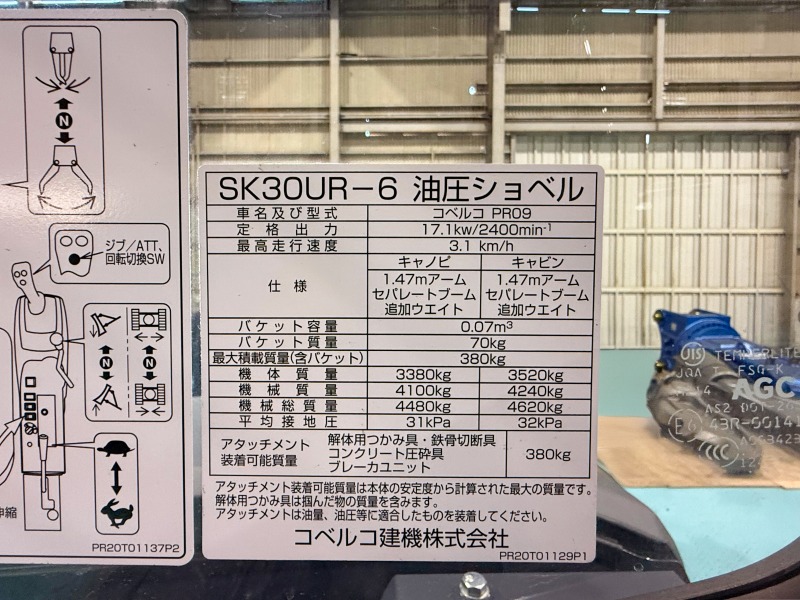 N
ジブ/ATT、
回転切換SW
N
N
伸縮
PR20T01137P2
SK30UR-6 油圧ショベル
車名及び型式 コベルコ PR09
定格出力 17.1kw/2400min-1
最高走行速度 3.1 km/h
仕様 キャノピ キャビン
1.47mアーム 1.47mアーム
セパレートブーム セパレートブーム
追加ウエイト 追加ウエイト
バケット容量 0.07m³
バケット質量 70kg
最大積載質量(含バケット) 380kg
機体質量 3380kg 3520kg
機械質量 4100kg 4240kg
機械総質量 4480kg 4620kg
平均接地圧 31kPa 32kPa
アタッチメント 解体用つかみ具・鉄骨切断具
装着可能質量 コンクリート圧砕具 380kg
ブレーカユニット
アタッチメント装着可能質量は本体の安定度から計算された最大の質量です。
解体用つかみ具は掴んだ物の質量を含みます。
アタッチメントは油量、油圧等に適合したものを装着してください。
コベルコ建機株式会社
PR20T01129P1
JIS TEMPERLITE
JQA
AGC
AS2
43R-00141